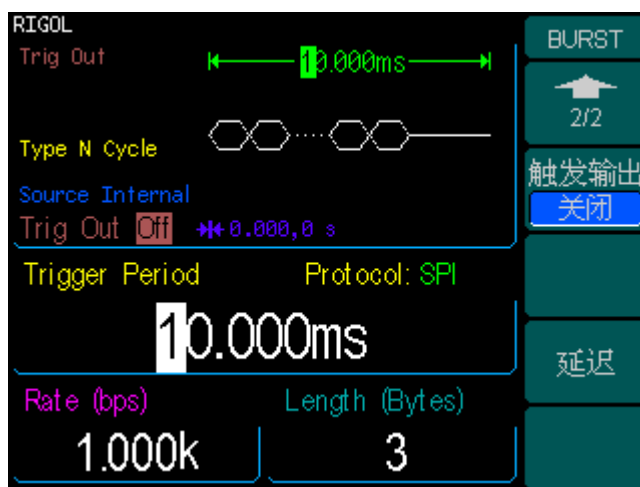 RIGOL
Trig Out
10.000ms
Type N Cycle
Source Internal
Trig Out Off 0.000,0 s
Trigger Period Protocol: SPI
10.000ms
Rate (bps) Length (Bytes)
1.000k 3
BURST
2/2
触发输出
关闭
延迟